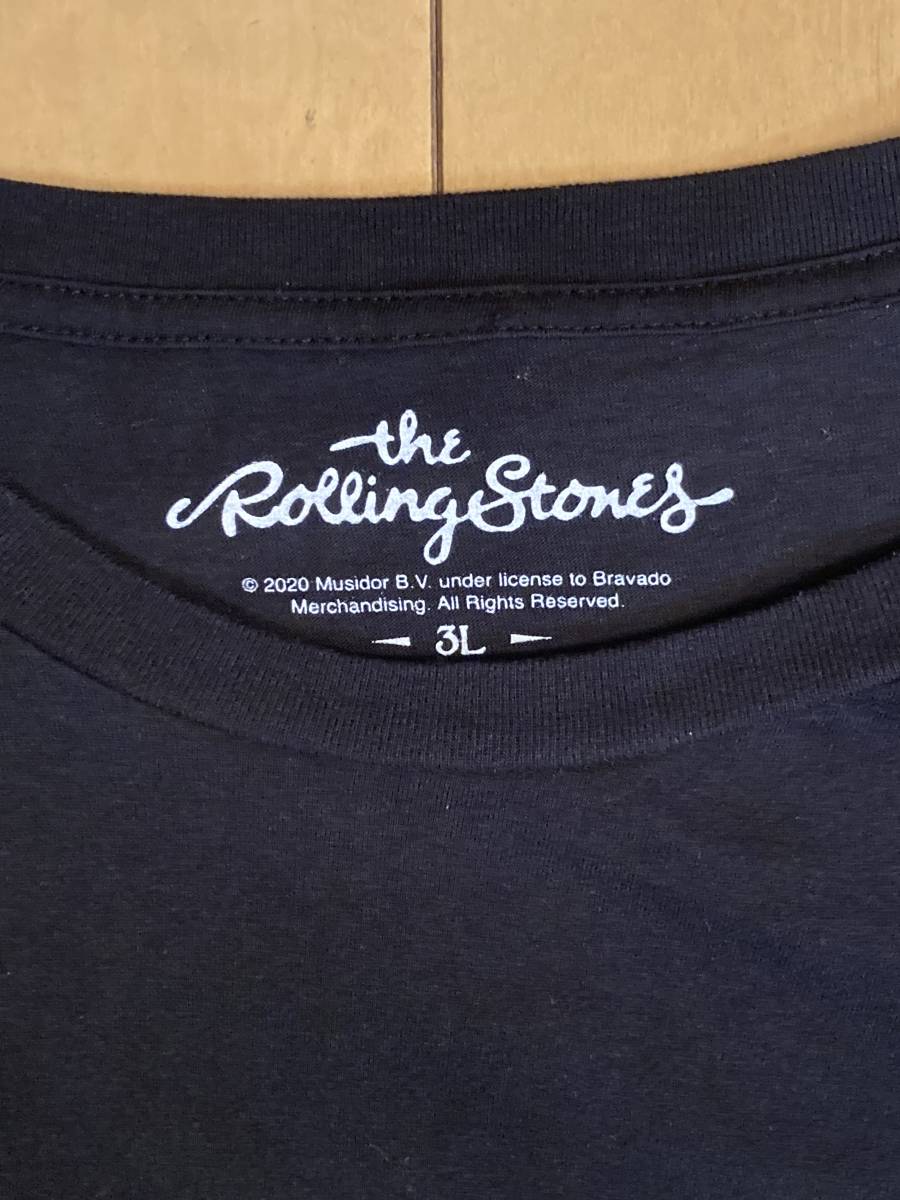 the
Rolling Stones
© 2020 Musidor B.V. under license to Bravado
Merchandising. All Rights Reserved.
3L